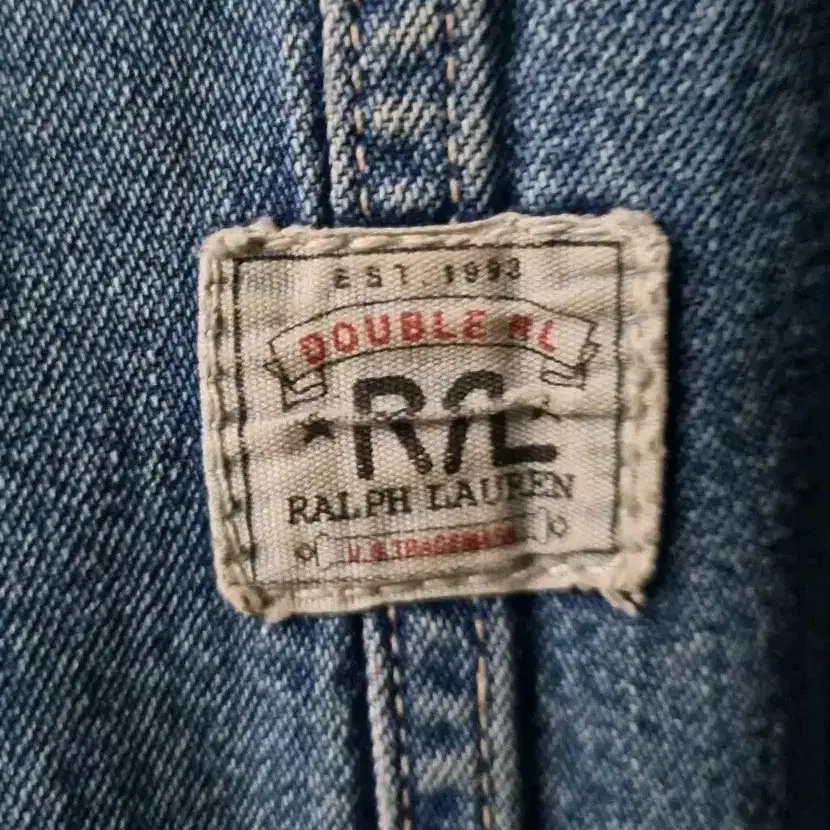 EST. 1993
DOUBLE RL
RRL
RALPH LAUREN
U.S. TRADEMARK